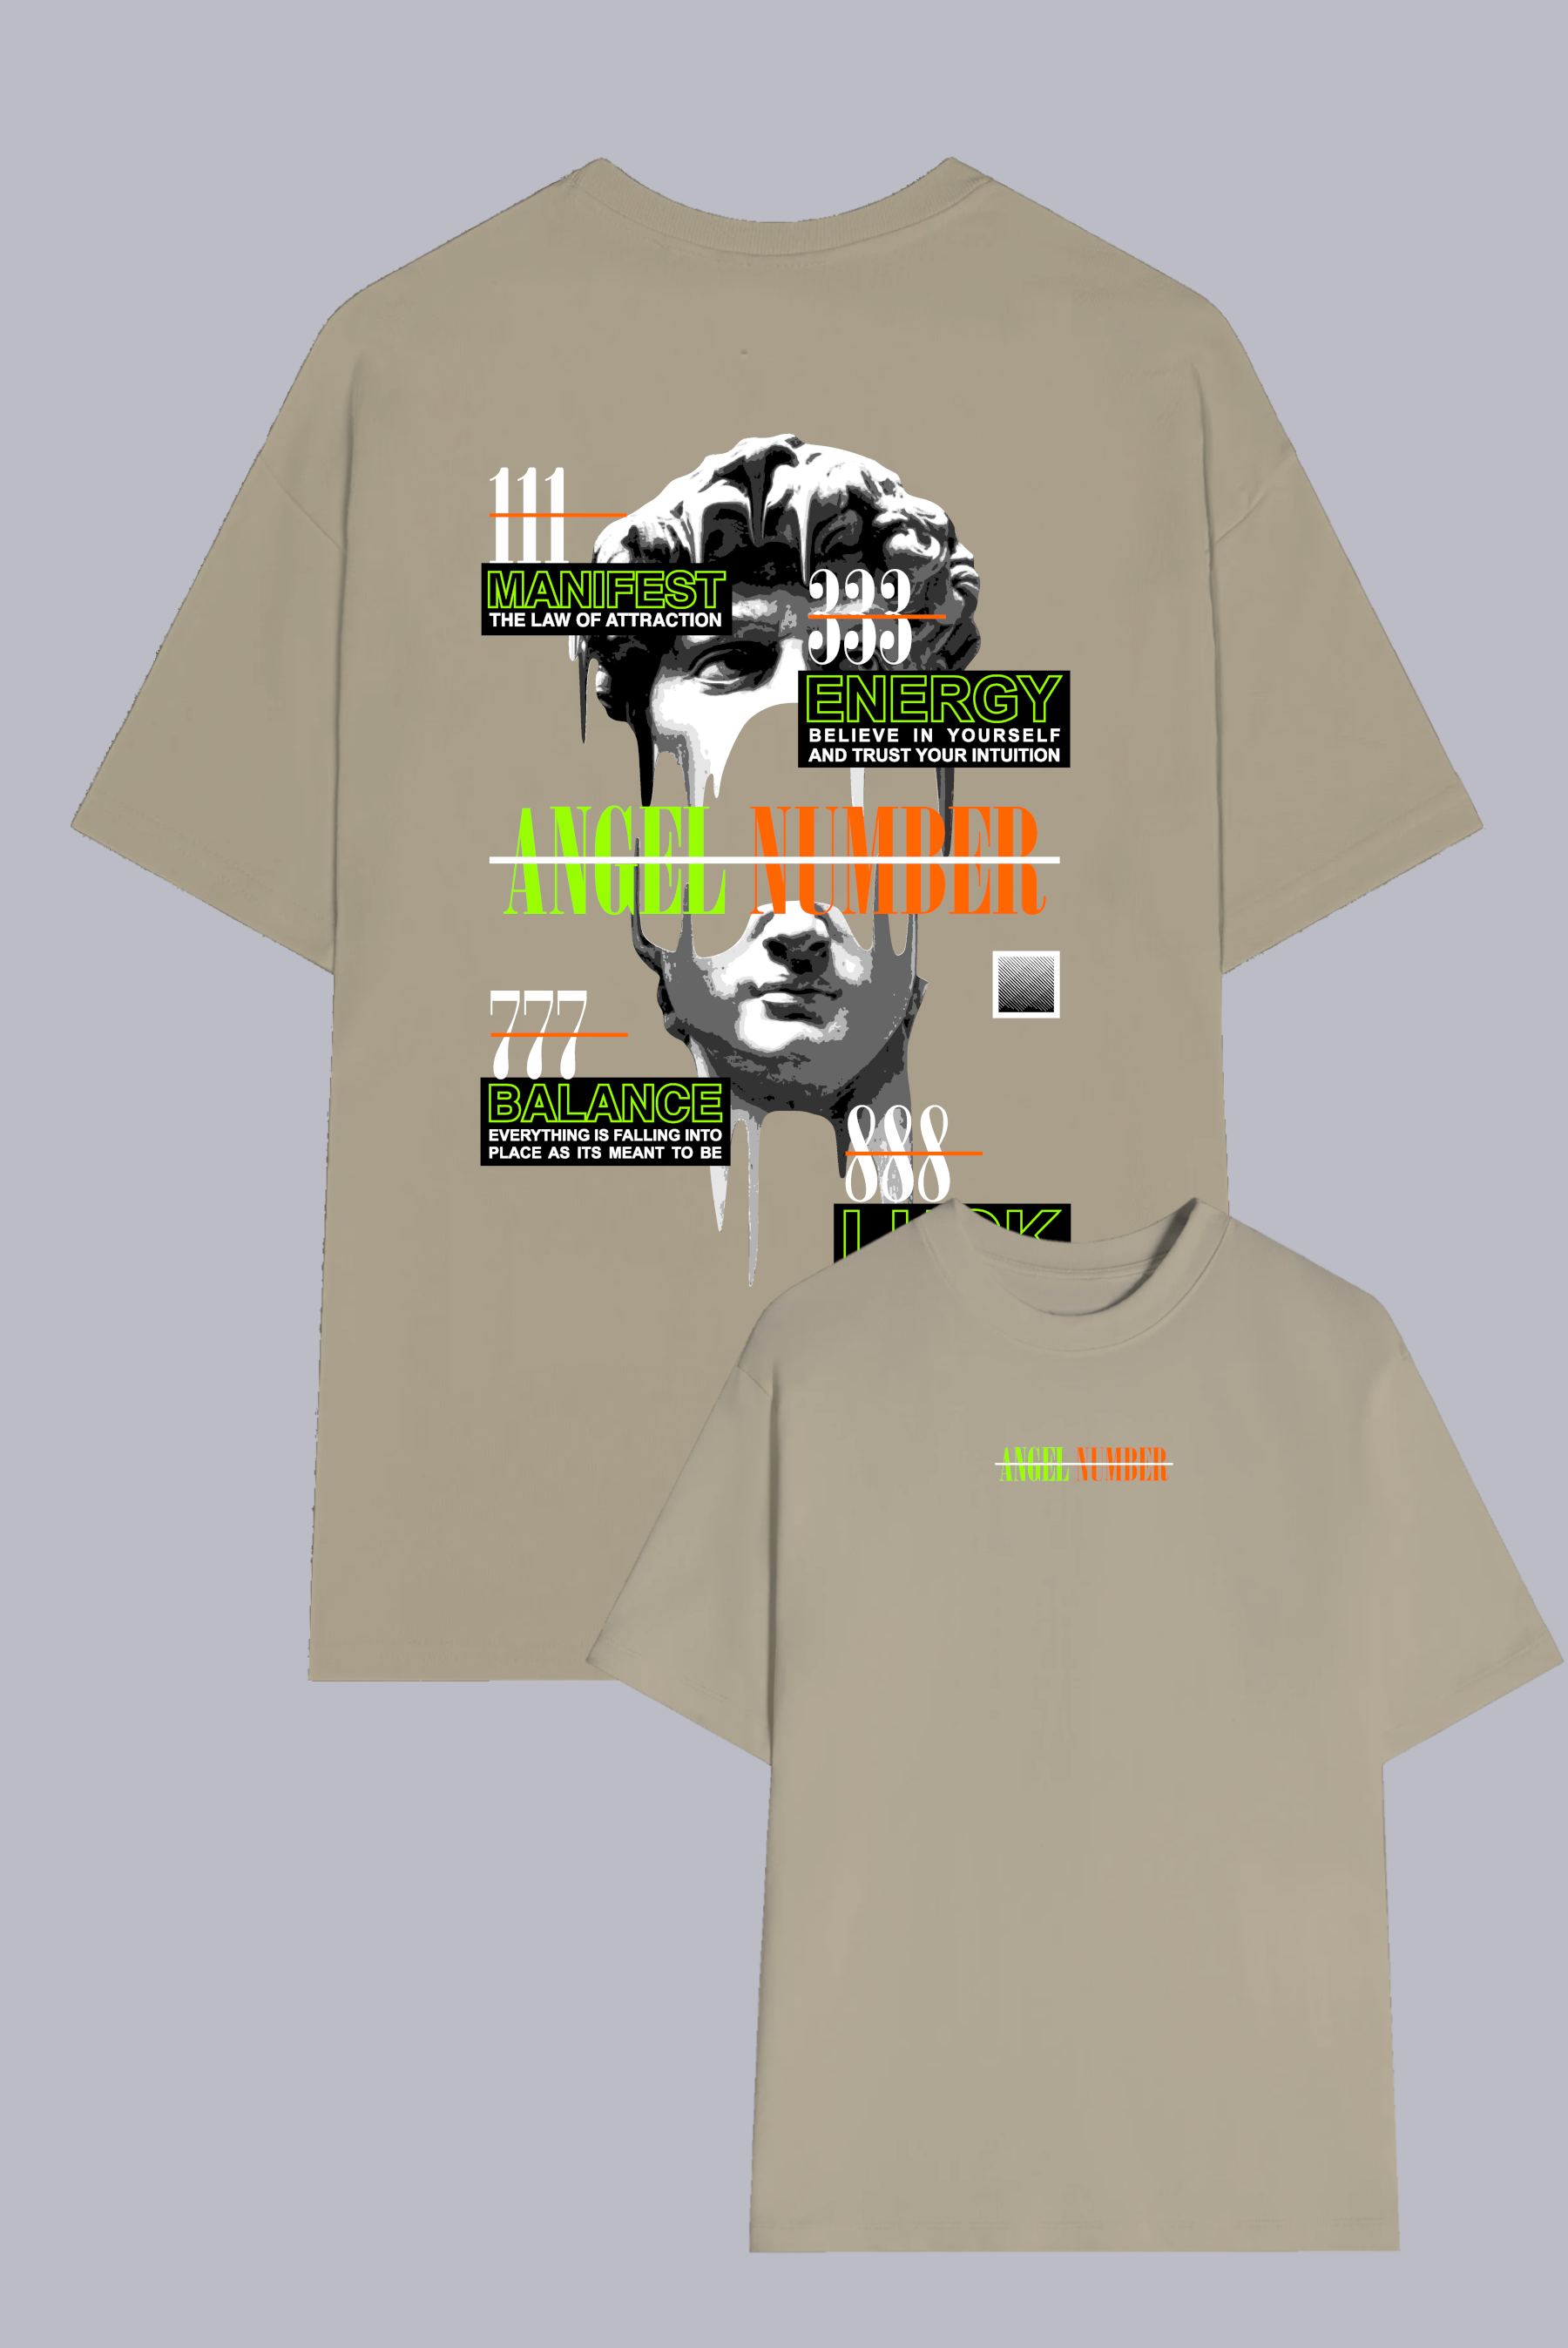 111
MANIFEST
THE LAW OF ATTRACTION
333
ENERGY
BELIEVE IN YOURSELF
AND TRUST YOUR INTUITION
ANGEL NUMBER
777
BALANCE
EVERYTHING IS FALLING INTO
PLACE AS ITS MEANT TO BE
888
ANGEL NUMBER